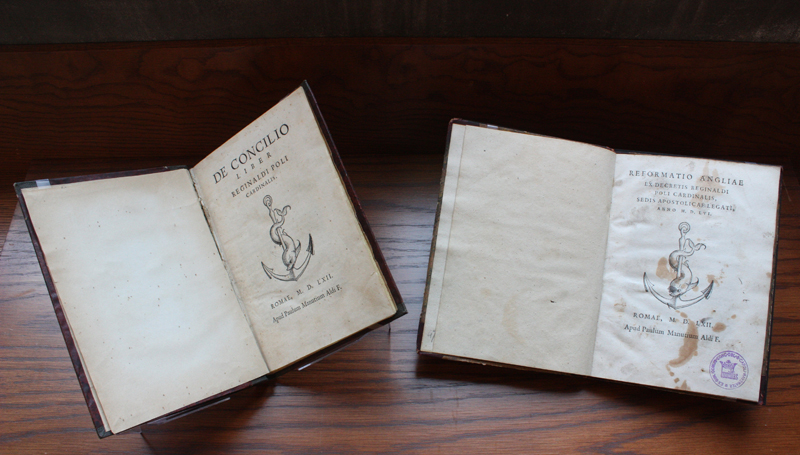 DE CONCILIO
LIBER
REGINALDI POLI
CARDINALIS.
ROMAE, M. D. LXII.
Apud Paulum Manutium Aldi F.
REFORMATIO ANGLIAE
EX DECRETIS REGINALDI
POLI CARDINALIS,
SEDIS APOSTOLICAE LEGATI,
ANNO M. D. LVI.
ROMAE, M. D. LXII.
Apud Paulum Manutium Aldi F.